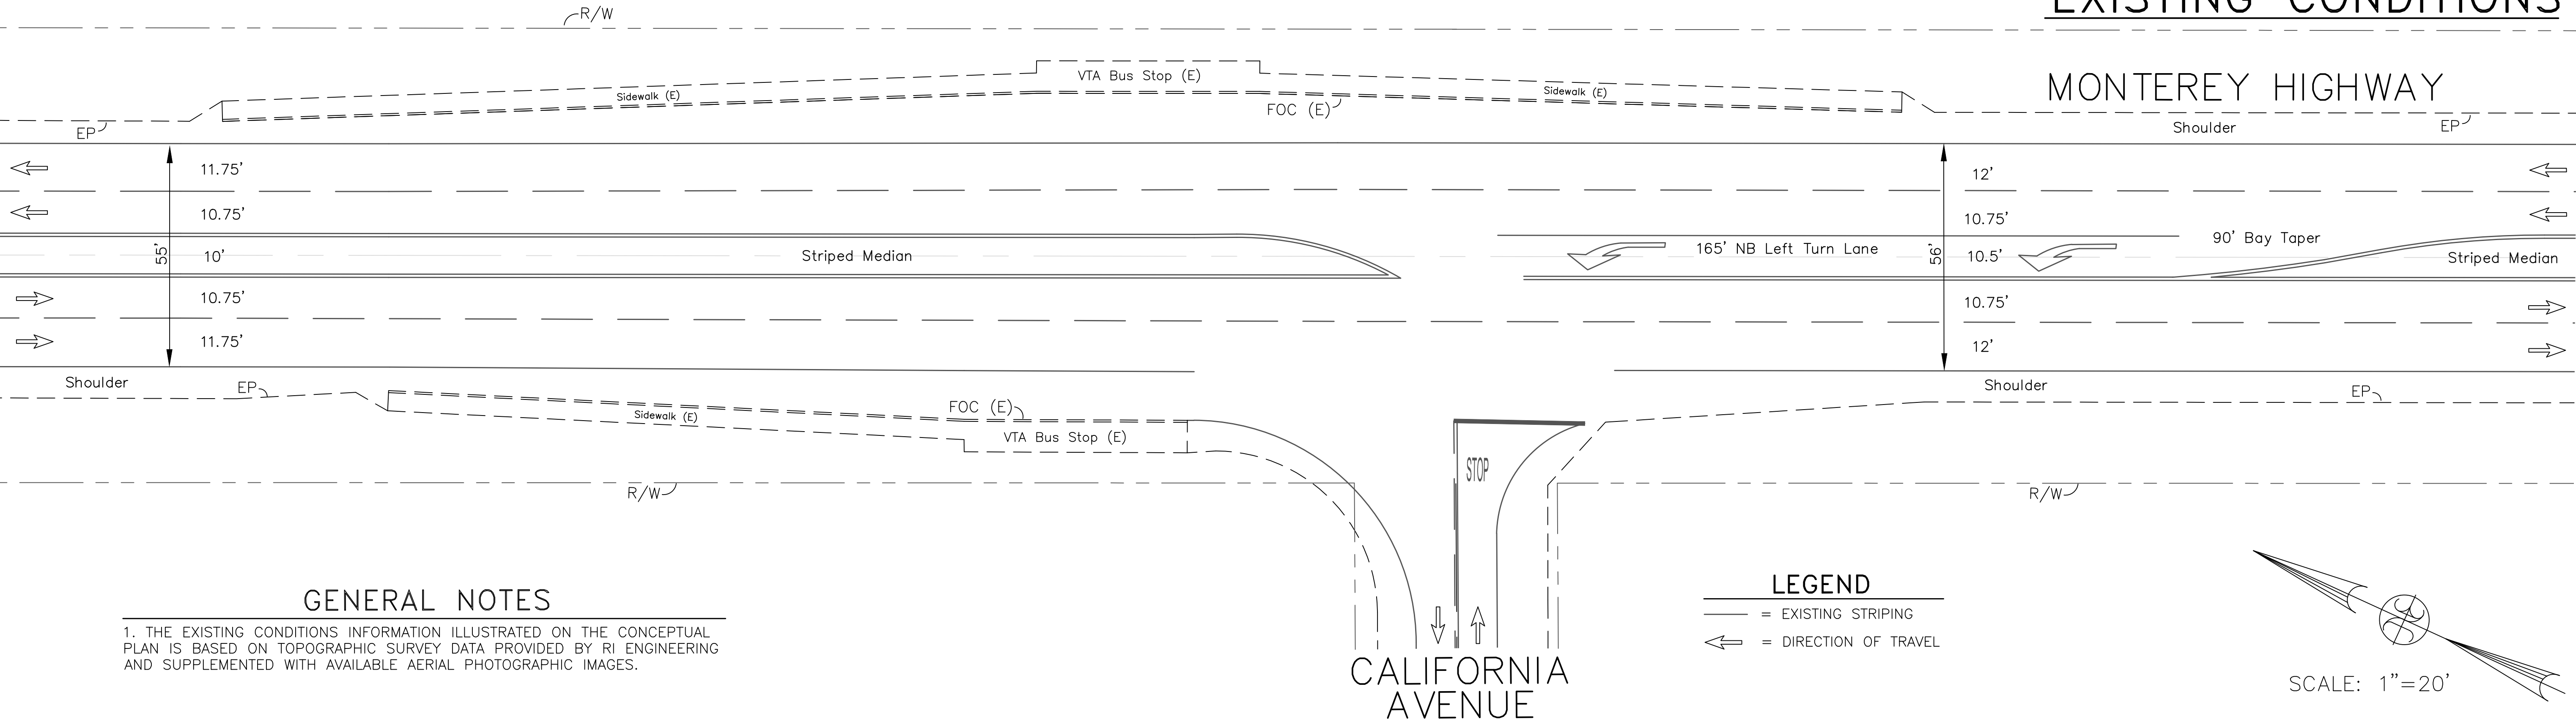 EXISTING CONDITIONS
R/W
MONTEREY HIGHWAY
VTA Bus Stop (E)
Sidewalk (E)
Sidewalk (E)
FOC (E)
EP
Shoulder
EP
11.75'
12'
10.75'
10.75'
55'
10'
Striped Median
165' NB Left Turn Lane
56'
10.5'
90' Bay Taper
Striped Median
10.75'
10.75'
11.75'
12'
Shoulder
EP
Shoulder
EP
FOC (E)
Sidewalk (E)
VTA Bus Stop (E)
STOP
R/W
R/W
GENERAL NOTES
1. THE EXISTING CONDITIONS INFORMATION ILLUSTRATED ON THE CONCEPTUAL
PLAN IS BASED ON TOPOGRAPHIC SURVEY DATA PROVIDED BY RI ENGINEERING
AND SUPPLEMENTED WITH AVAILABLE AERIAL PHOTOGRAPHIC IMAGES.
CALIFORNIA
AVENUE
LEGEND
= EXISTING STRIPING
= DIRECTION OF TRAVEL
SCALE: 1"=20'